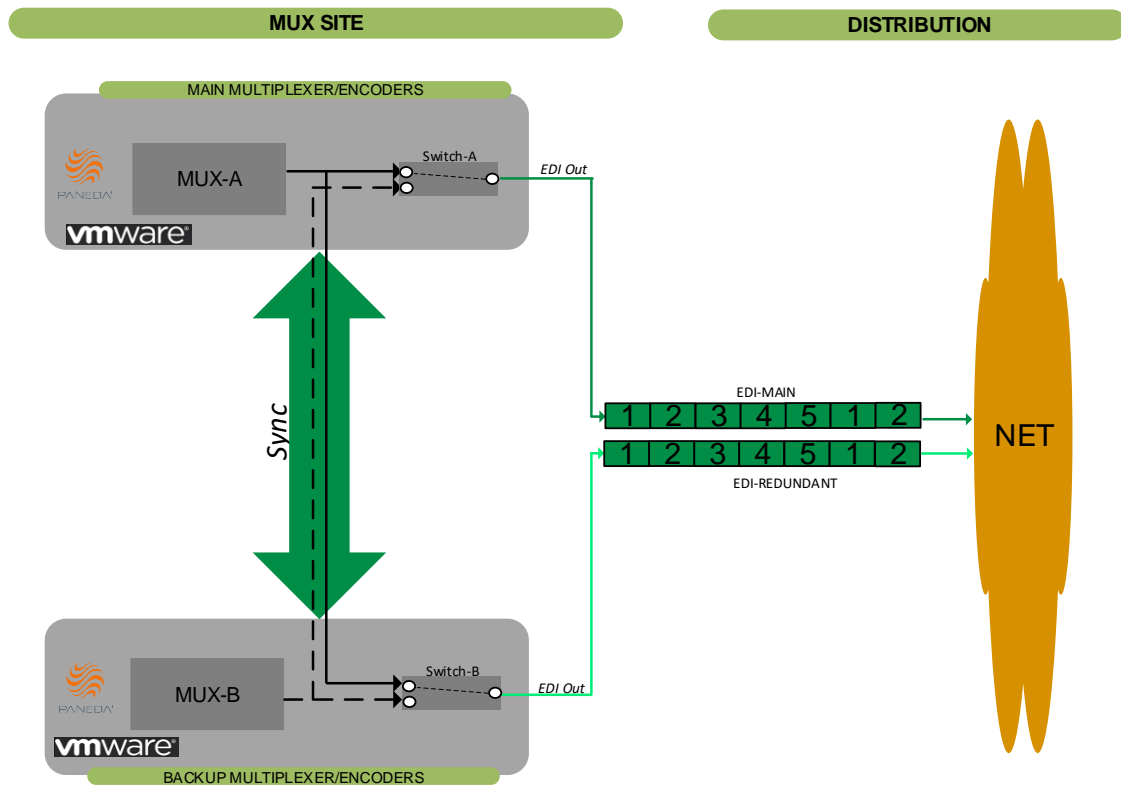 MUX SITE
DISTRIBUTION
MAIN MULTIPLEXER/ENCODERS
MUX-A
Switch-A
EDI Out
PANEDA
vmware®
Sync
EDI-MAIN
1 2 3 4 5 1 2
1 2 3 4 5 1 2
EDI-REDUNDANT
NET
MUX-B
Switch-B
EDI Out
PANEDA
vmware®
BACKUP MULTIPLEXER/ENCODERS